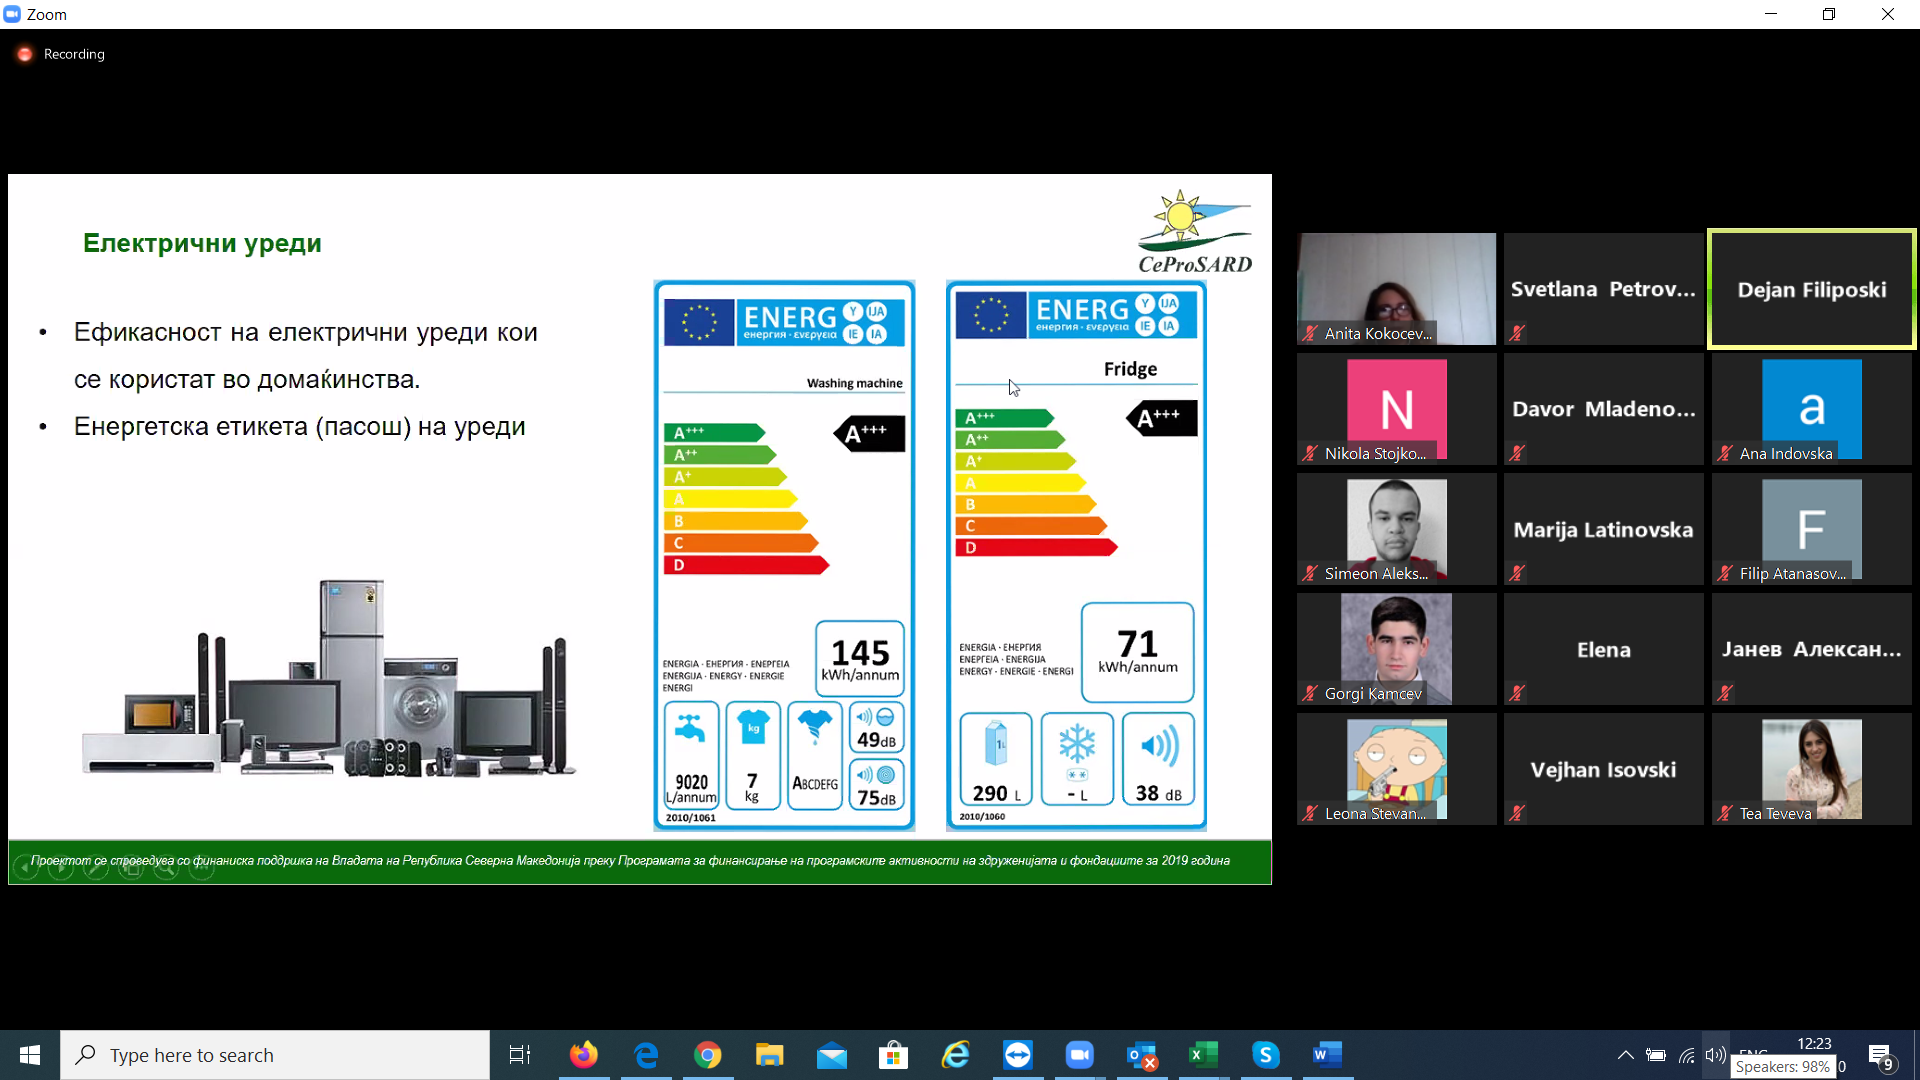 Zoom
Recording
CeProSARD
Електрични уреди
• Ефикасност на електрични уреди кои
се користат во домаќинства.
• Енергетска етикета (пасош) на уреди
ENERG Y IJA
енергия · ενεργεια IE IA
Washing machine
A+++
A+++
A++
A+
A
B
C
D
145
kWh/annum
ENERGIA · ЕНЕРГИЯ · ΕΝΕΡΓΕΙΑ
ENERGIJA · ENERGY · ENERGIE
ENERGI
9020
L/annum
kg
7
kg
ABCDEFG
49dB
75dB
2010/1061
ENERG Y IJA
енергия · ενεργεια IE IA
Fridge
A+++
A+++
A++
A+
A
B
C
D
71
kWh/annum
ENERGIA · ЕНЕРГИЯ
ΕΝΕΡΓΕΙΑ · ENERGIJA
ENERGY · ENERGIE · ENERGI
1L
290 L
- L
38 dB
2010/1060
Проектот се спроведува со финаниска поддршка на Владата на Република Северна Македонија преку Програмата за финансирање на програмските активности на здруженијата и фондациите за 2019 година
Anita Kokocev...
Svetlana Petrov...
Dejan Filiposki
N
Nikola Stojko...
Davor Mladeno...
a
Ana Indovska
Simeon Aleks...
Marija Latinovska
F
Filip Atanasov...
Gorgi Kamcev
Elena
Јанев Алексан...
Leona Stevan...
Vejhan Isovski
Tea Teveva
Type here to search
12:23
Speakers: 98%
9